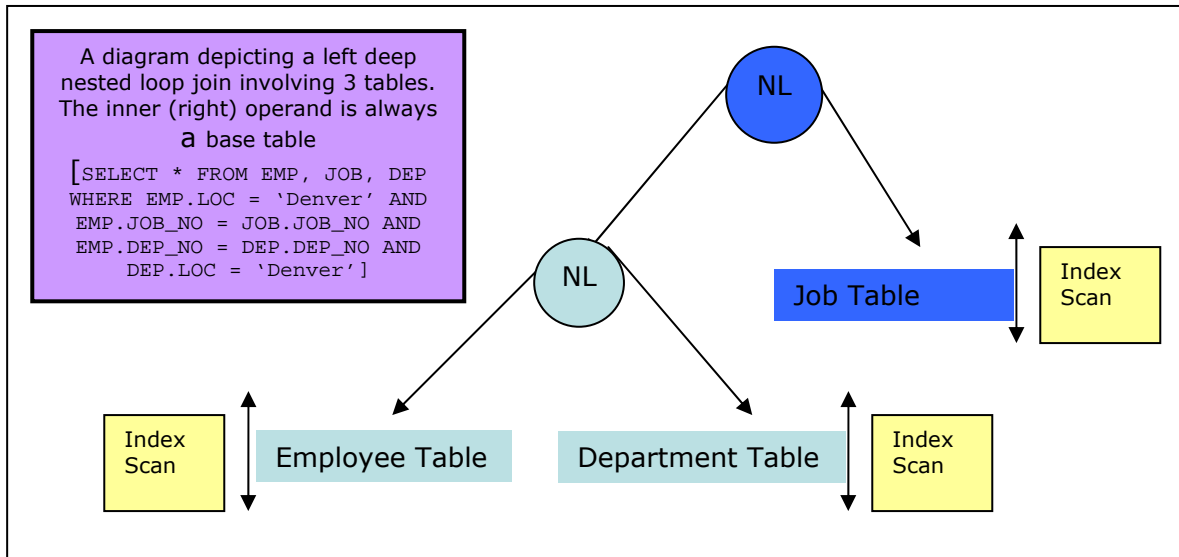 A diagram depicting a left deep
nested loop join involving 3 tables.
The inner (right) operand is always
a base table
[SELECT * FROM EMP, JOB, DEP
WHERE EMP.LOC = ‘Denver’ AND
EMP.JOB_NO = JOB.JOB_NO AND
EMP.DEP_NO = DEP.DEP_NO AND
DEP.LOC = ‘Denver’]
NL
NL
Job Table
Index
Scan
Index
Scan
Employee Table
Department Table
Index
Scan